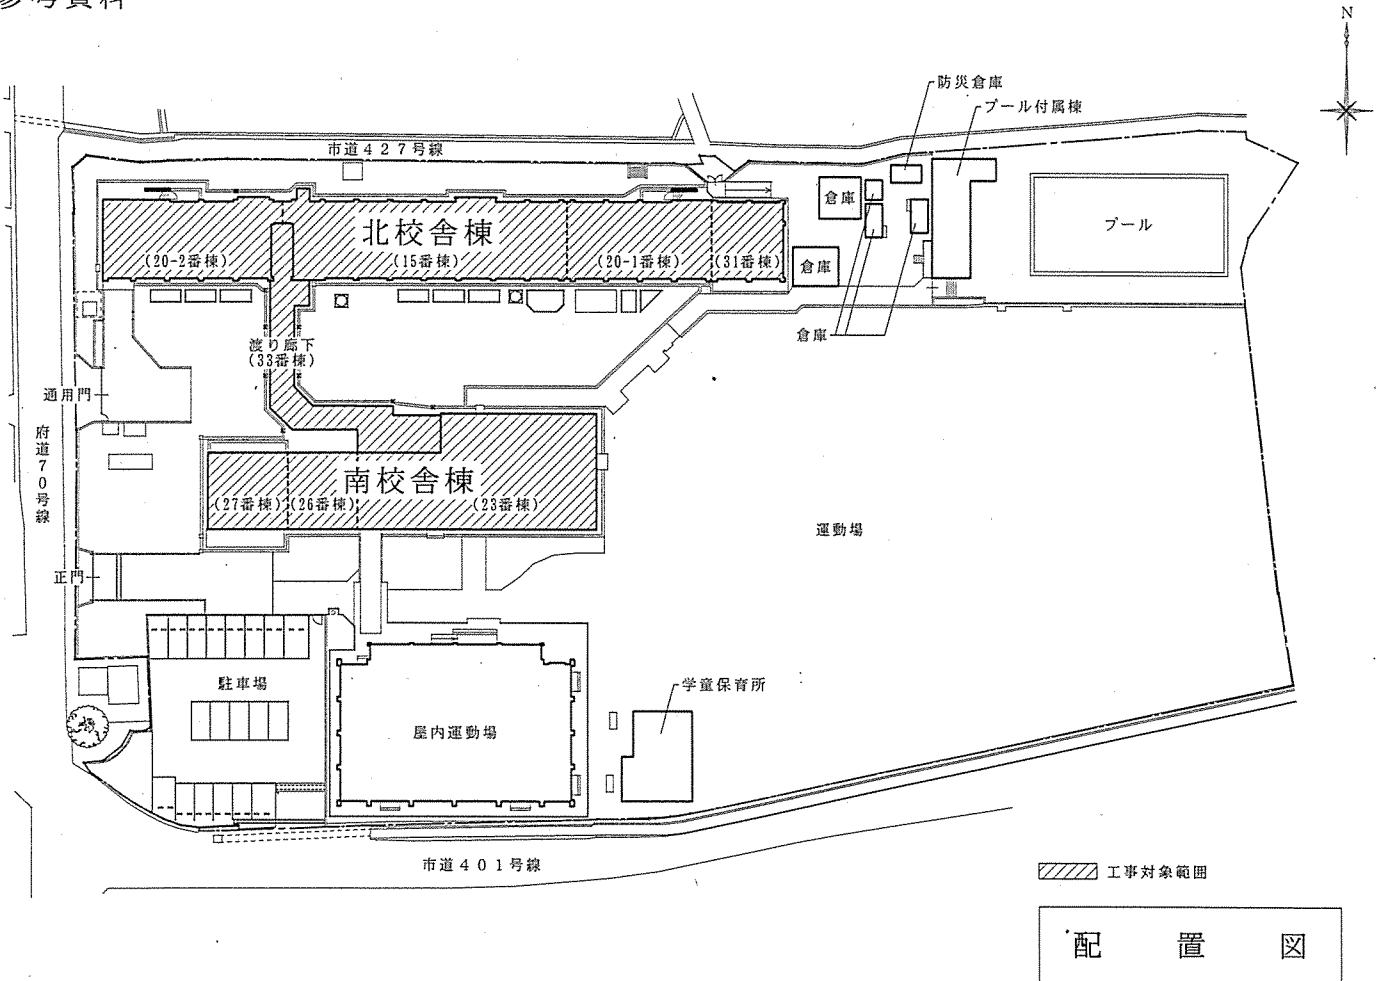 参考資料
N
防災倉庫
プール付属棟
市道427号線
倉庫
プール
北校舎棟
(20-2番棟)
(15番棟)
(20-1番棟)
(31番棟)
倉庫
倉庫
渡り廊下
(33番棟)
通用門
府道70号線
南校舎棟
(27番棟)
(26番棟)
(23番棟)
運動場
正門
駐車場
学童保育所
屋内運動場
市道401号線
工事対象範囲
配置図